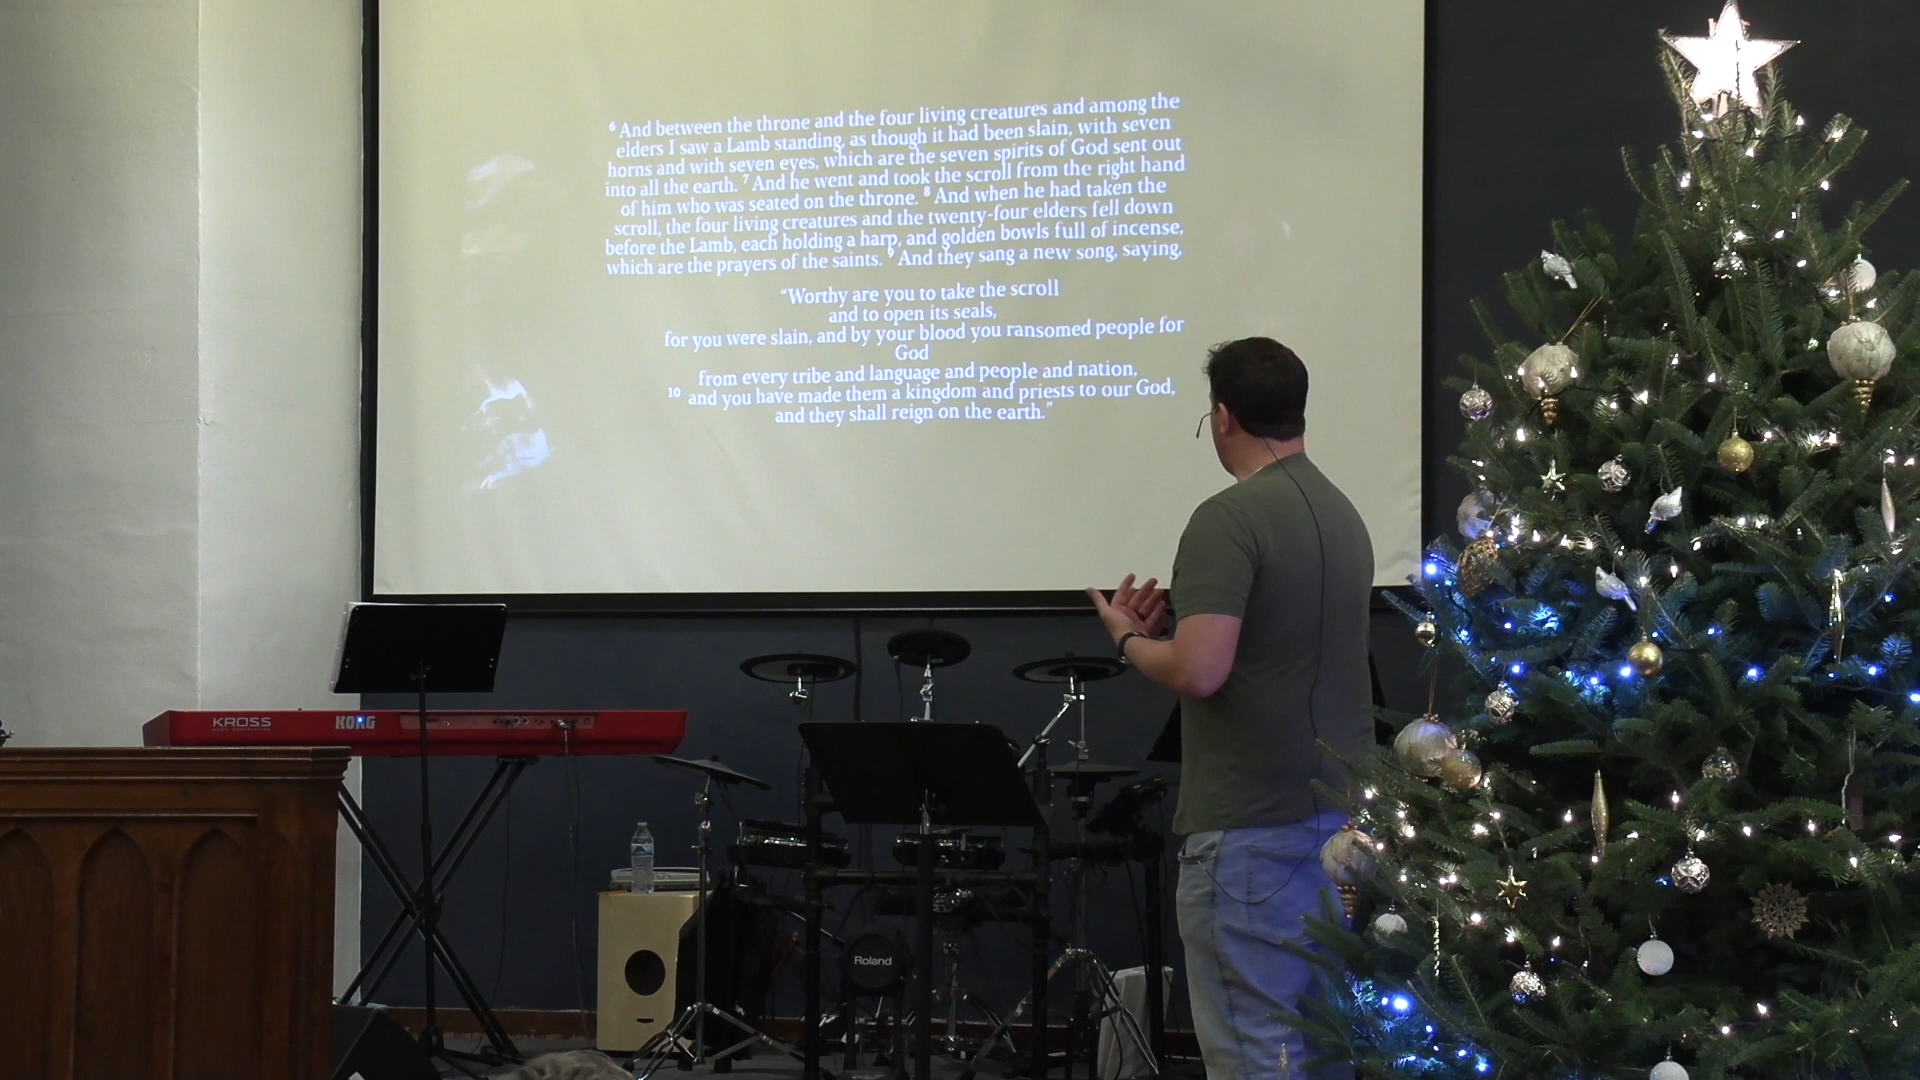 ⁶ And between the throne and the four living creatures and among the
elders I saw a Lamb standing, as though it had been slain, with seven
horns and with seven eyes, which are the seven spirits of God sent out
into all the earth. ⁷ And he went and took the scroll from the right hand
of him who was seated on the throne. ⁸ And when he had taken the
scroll, the four living creatures and the twenty-four elders fell down
before the Lamb, each holding a harp, and golden bowls full of incense,
which are the prayers of the saints. ⁹ And they sang a new song, saying,
“Worthy are you to take the scroll
and to open its seals,
for you were slain, and by your blood you ransomed people for
God
from every tribe and language and people and nation,
¹⁰ and you have made them a kingdom and priests to our God,
and they shall reign on the earth.”
KROSS KORG
Roland